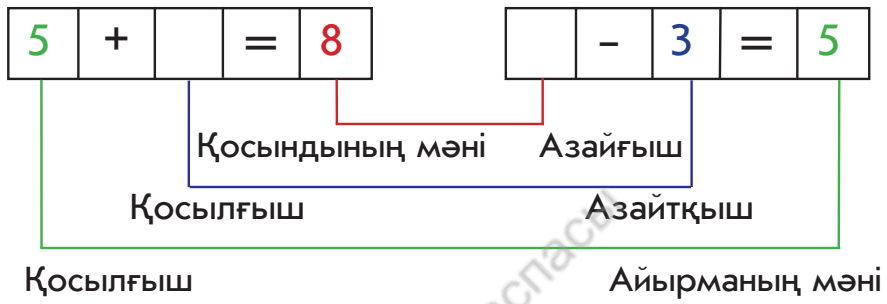 5 + = 8 - 3 = 5
Қосындының мәні Азайғыш
Қосылғыш Азайтқыш
Қосылғыш Айырманың мәні